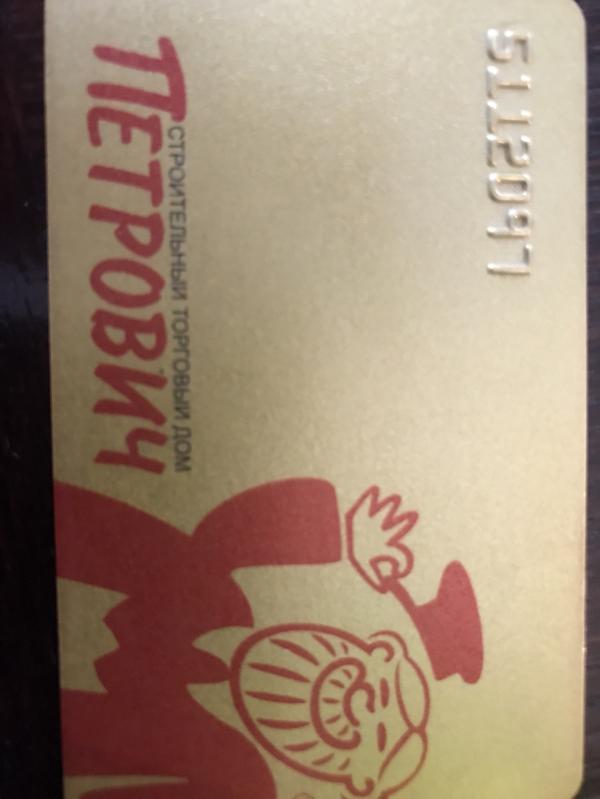 5112097
СТРОИТЕЛЬНЫЙ ТОРГОВЫЙ ДОМ
ПЕТРОВИЧ